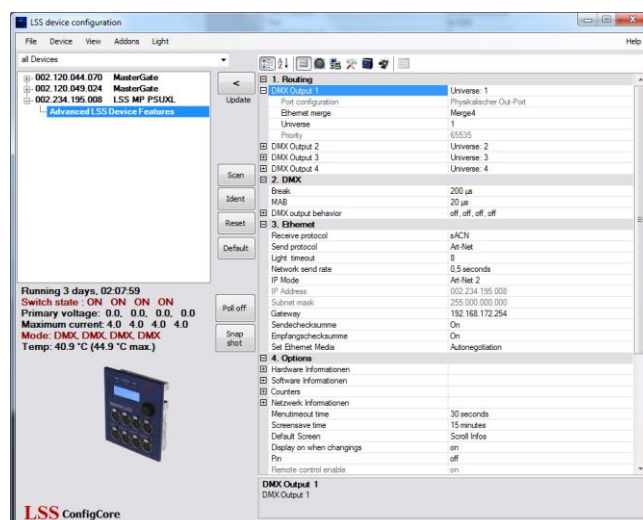 LSS device configuration
File Device View Addons Light Help
all Devices
002.120.044.070 MasterGate
002.120.049.024 MasterGate
002.234.195.008 LSS MP PSUXL
Advanced LSS Device Features
<
Update
Scan
Ident
Reset
Default
Poll off
Snap
shot
Running 3 days, 02:07:59
Switch state : ON ON ON ON
Primary voltage: 0.0, 0.0, 0.0, 0.0
Maximum current: 4.0 4.0 4.0 4.0
Mode: DMX, DMX, DMX, DMX
Temp: 40.9 °C (44.9 °C max.)
LSS ConfigCore
1. Routing
DMX Output 1 Universe: 1
Port configuration Physikalischer Out-Port
Ethernet merge Merge4
Universe 1
Priority 65535
DMX Output 2 Universe: 2
DMX Output 3 Universe: 3
DMX Output 4 Universe: 4
2. DMX
Break 200 µs
MAB 20 µs
DMX output behavior off, off, off, off
3. Ethernet
Receive protocol sACN
Send protocol Art-Net
Light timeout 8
Network send rate 0,5 seconds
IP Mode Art-Net 2
IP Address 002.234.195.008
Subnet mask 255.000.000.000
Gateway 192.168.172.254
Sendechecksumme On
Empfangschecksumme On
Set Ethernet Media Autonegotiation
4. Options
Hardware Informationen
Software Informationen
Counters
Netzwerk Informationen
Menutimeout time 30 seconds
Screensave time 15 minutes
Default Screen Scroll Infos
Display on when changings on
Pin off
Remote control enable on
DMX Output 1
DMX Output 1